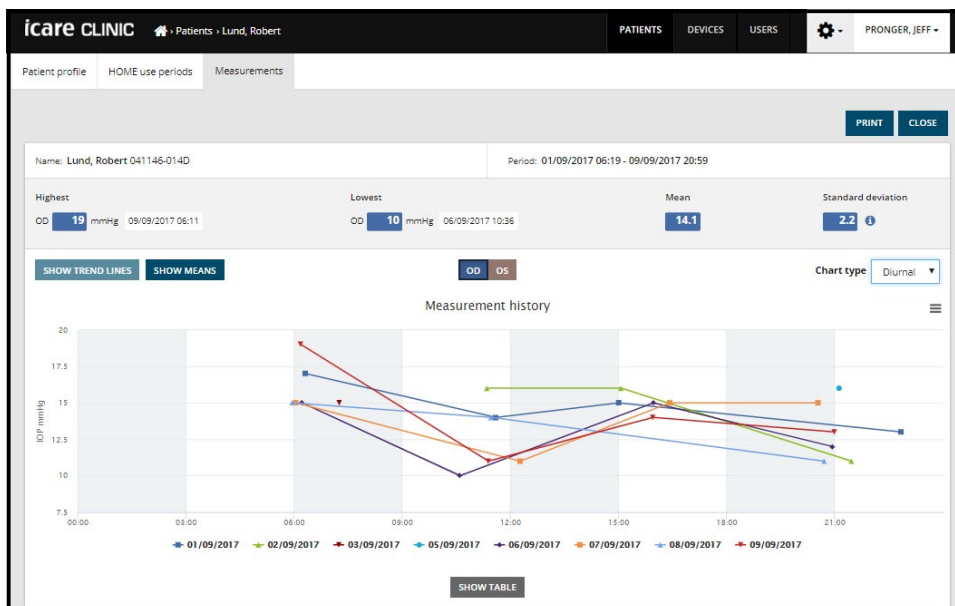 icare CLINIC › Patients › Lund, Robert PATIENTS DEVICES USERS PRONGER, JEFF
Patient profile HOME use periods Measurements
PRINT CLOSE
Name: Lund, Robert 041146-014D Period: 01/09/2017 06:19 - 09/09/2017 20:59
Highest Lowest Mean Standard deviation
OD 19 mmHg 09/09/2017 06:11 OD 10 mmHg 06/09/2017 10:36 14.1 2.2 i
SHOW TREND LINES SHOW MEANS OD OS Chart type Diurnal
Measurement history
20
17.5
15
12.5
10
7.5
IOP mmHg
00:00 03:00 06:00 09:00 12:00 15:00 18:00 21:00
01/09/2017 02/09/2017 03/09/2017 05/09/2017 06/09/2017 07/09/2017 08/09/2017 09/09/2017
SHOW TABLE